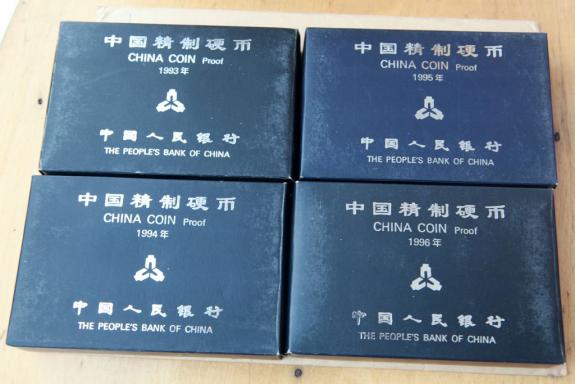 中国精制硬币
CHINA COIN Proof
1993年
中国人民银行
THE PEOPLE'S BANK OF CHINA
中国精制硬币
CHINA COIN Proof
1995年
中国人民银行
THE PEOPLE'S BANK OF CHINA
中国精制硬币
CHINA COIN Proof
1994年
中国人民银行
THE PEOPLE'S BANK OF CHINA
中国精制硬币
CHINA COIN Proof
1996年
中国人民银行
THE PEOPLE'S BANK OF CHINA